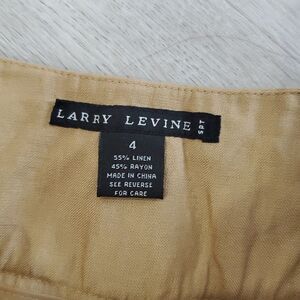 LARRY LEVINE SPT
4
55% LINEN
45% RAYON
MADE IN CHINA
SEE REVERSE
FOR CARE